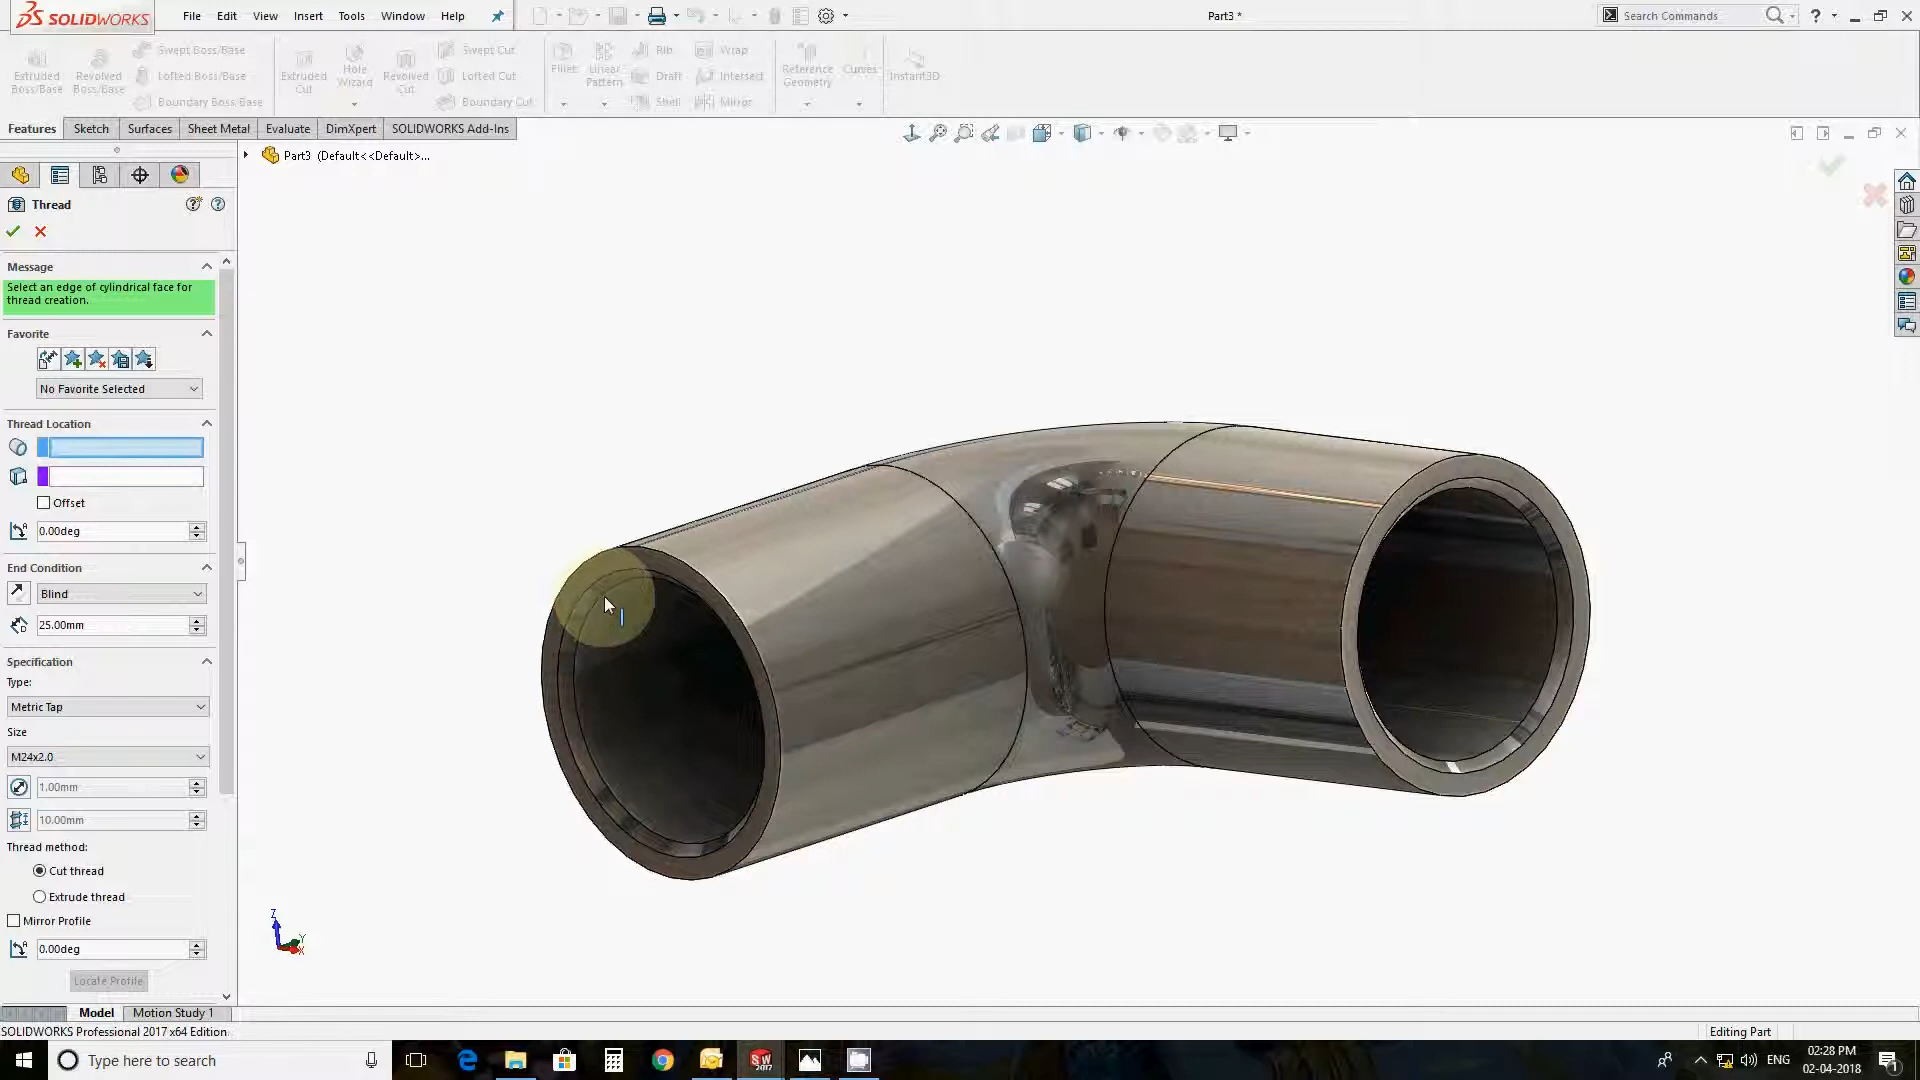 SOLIDWORKS File Edit View Insert Tools Window Help Part3 * Search Commands ?
Extruded Boss/Base
Revolved Boss/Base
Swept Boss/Base
Lofted Boss/Base
Boundary Boss/Base
Extruded Cut
Hole Wizard
Revolved Cut
Swept Cut
Lofted Cut
Boundary Cut
Fillet
Linear Pattern
Rib
Draft
Shell
Wrap
Intersect
Mirror
Reference Geometry
Curves
Instant3D
Features Sketch Surfaces Sheet Metal Evaluate DimXpert SOLIDWORKS Add-Ins
Part3 (Default<<Default>...
Thread
Message
Select an edge of cylindrical face for
thread creation.
Favorite
No Favorite Selected
Thread Location
Offset
0.00deg
End Condition
Blind
25.00mm
Specification
Type:
Metric Tap
Size
M24x2.0
1.00mm
10.00mm
Thread method:
Cut thread
Extrude thread
Mirror Profile
0.00deg
Locate Profile
Z
Y
X
Model Motion Study 1
SOLIDWORKS Professional 2017 x64 Edition Editing Part
Type here to search
SW
2017
ENG
02:28 PM
02-04-2018
1